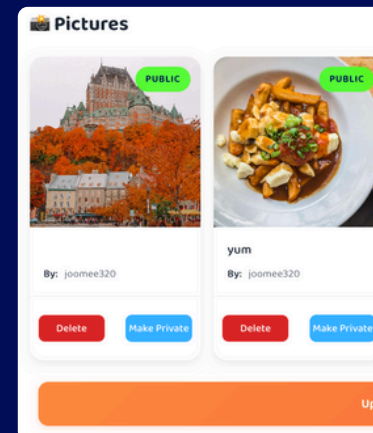 📸 Pictures
PUBLIC
PUBLIC
yum
By: joomee320
By: joomee320
Delete
Make Private
Delete
Make Private